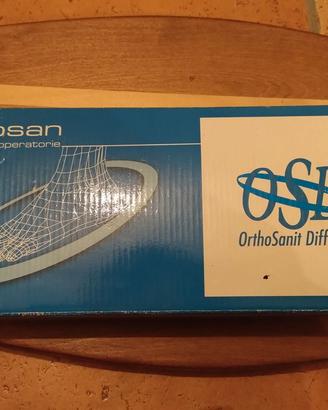 osan
operatorie
OSD
OrthoSanit Diff